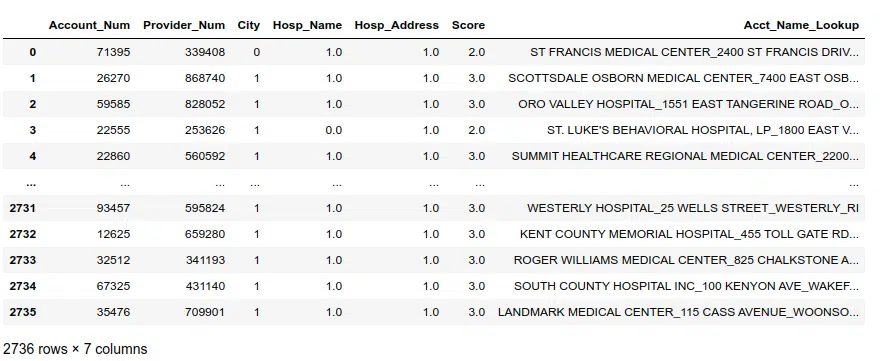 Account_Num Provider_Num City Hosp_Name Hosp_Address Score Acct_Name_Lookup
0 71395 339408 0 1.0 1.0 2.0 ST FRANCIS MEDICAL CENTER_2400 ST FRANCIS DRIV...
1 26270 868740 1 1.0 1.0 3.0 SCOTTSDALE OSBORN MEDICAL CENTER_7400 EAST OSB...
2 59585 828052 1 1.0 1.0 3.0 ORO VALLEY HOSPITAL_1551 EAST TANGERINE ROAD_O...
3 22555 253626 1 0.0 1.0 2.0 ST. LUKE'S BEHAVIORAL HOSPITAL, LP_1800 EAST V...
4 22860 560592 1 1.0 1.0 3.0 SUMMIT HEALTHCARE REGIONAL MEDICAL CENTER_2200...
... ... ... ... ... ... ... ...
2731 93457 595824 1 1.0 1.0 3.0 WESTERLY HOSPITAL_25 WELLS STREET_WESTERLY_RI
2732 12625 659280 1 1.0 1.0 3.0 KENT COUNTY MEMORIAL HOSPITAL_455 TOLL GATE RD...
2733 32512 341193 1 1.0 1.0 3.0 ROGER WILLIAMS MEDICAL CENTER_825 CHALKSTONE A...
2734 67325 431140 1 1.0 1.0 3.0 SOUTH COUNTY HOSPITAL INC_100 KENYON AVE_WAKEF...
2735 35476 709901 1 1.0 1.0 3.0 LANDMARK MEDICAL CENTER_115 CASS AVENUE_WOONSO...
2736 rows × 7 columns